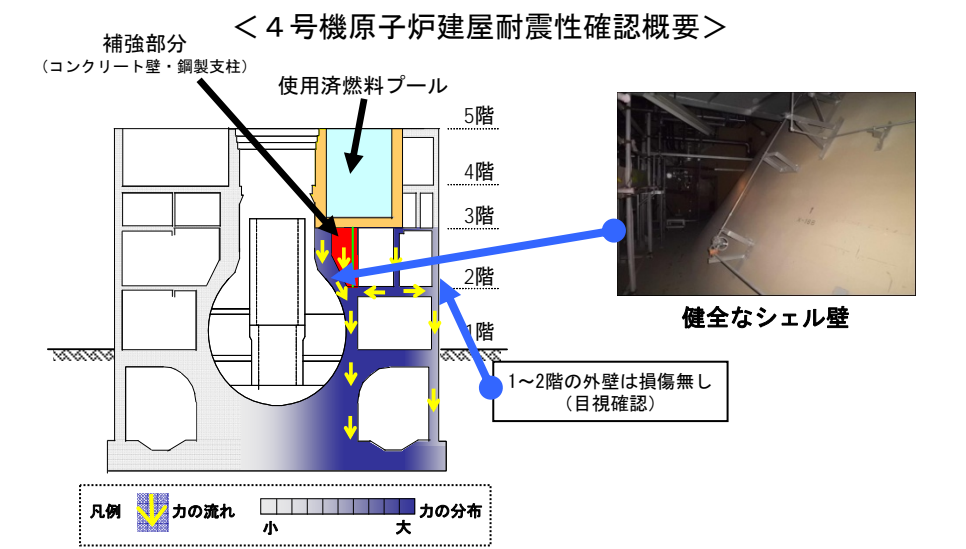 ＜４号機原子炉建屋耐震性確認概要＞
補強部分
（コンクリート壁・鋼製支柱）
使用済燃料プール
5階
4階
3階
2階
1階
健全なシェル壁
1～2階の外壁は損傷無し
（目視確認）
凡例
力の流れ
小
大
力の分布